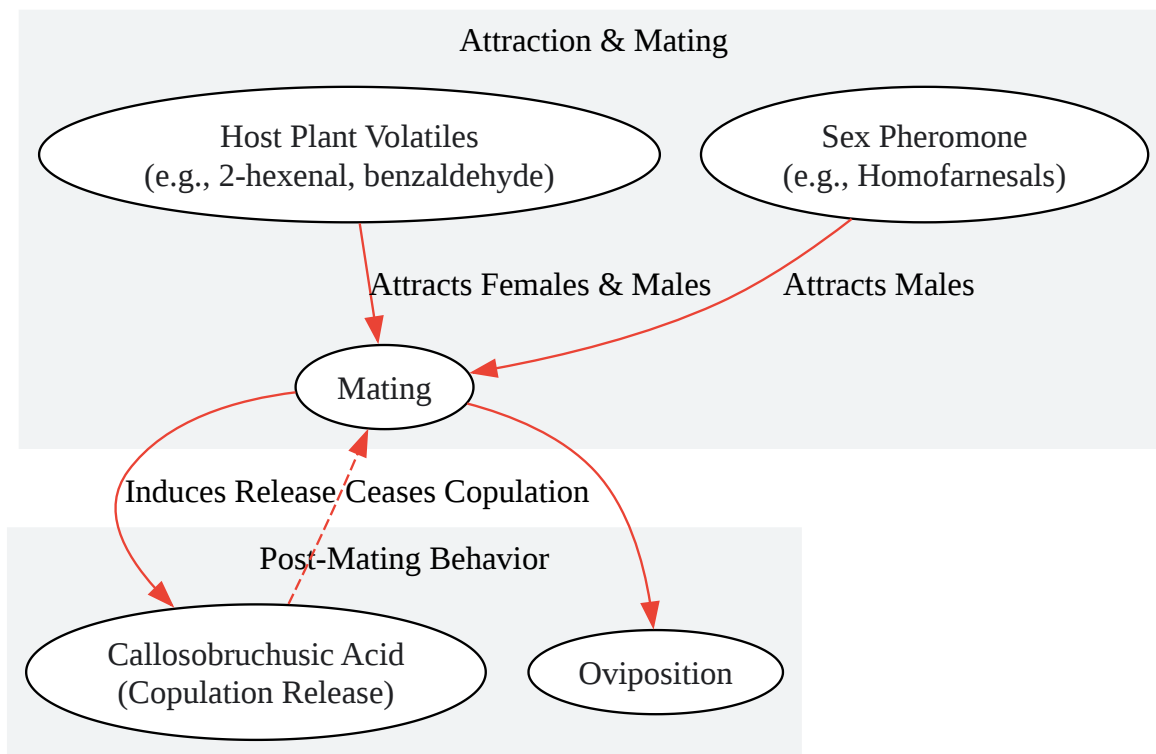 Attraction & Mating
Host Plant Volatiles
(e.g., 2-hexenal, benzaldehyde)
Sex Pheromone
(e.g., Homofarnesals)
Attracts Females & Males
Attracts Males
Mating
Induces Release
Ceases Copulation
Post-Mating Behavior
Callosobruchusic Acid
(Copulation Release)
Oviposition